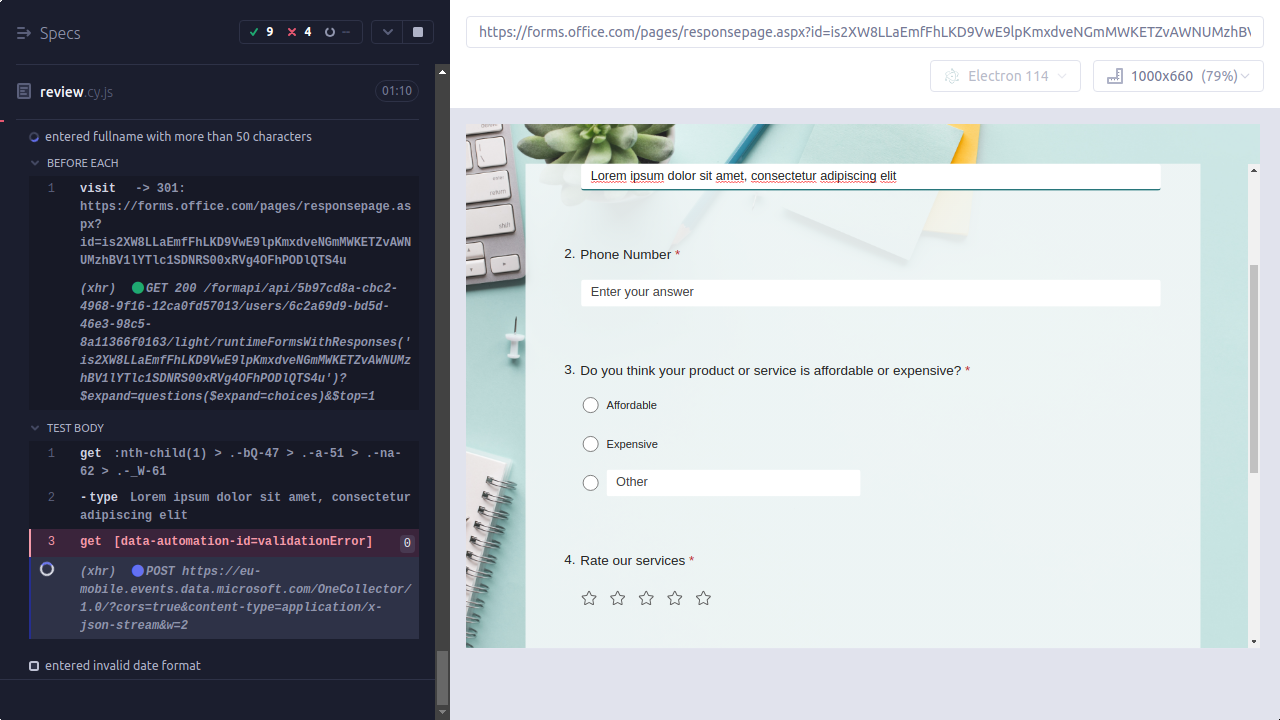 Specs
9 4 --
review.cy.js 01:10
entered fullname with more than 50 characters
BEFORE EACH
1 visit -> 301:
https://forms.office.com/pages/responsepage.as
px?
id=is2XW8LLaEmfFhLKD9VwE9lpKmxdveNGmMWKETZvAWN
UMzhBV1lYTlc1SDNRS00xRVg4OFhPODlQTS4u
(xhr) GET 200 /formapi/api/5b97cd8a-cbc2-
4968-9f16-12ca0fd57013/users/6c2a69d9-bd5d-
46e3-98c5-
8a11366f0163/light/runtimeFormsWithResponses('
is2XW8LLaEmfFhLKD9VwE9lpKmxdveNGmMWKETZvAWNUMz
hBV1lYTlc1SDNRS00xRVg4OFhPODlQTS4u')?
$expand=questions($expand=choices)&$top=1
TEST BODY
1 get :nth-child(1) > .-bQ-47 > .-a-51 > .-na-
62 > .-_W-61
2 -type Lorem ipsum dolor sit amet, consectetur
adipiscing elit
3 get [data-automation-id=validationError] 0
(xhr) POST https://eu-
mobile.events.data.microsoft.com/OneCollector/
1.0/?cors=true&content-type=application/x-
json-stream&w=2
entered invalid date format
https://forms.office.com/pages/responsepage.aspx?id=is2XW8LLaEmfFhLKD9VwE9lpKmxdveNGmMWKETZvAWNUMzhBV
Electron 114
1000x660 (79%)
Lorem ipsum dolor sit amet, consectetur adipiscing elit
2. Phone Number *
Enter your answer
3. Do you think your product or service is affordable or expensive? *
Affordable
Expensive
Other
4. Rate our services *